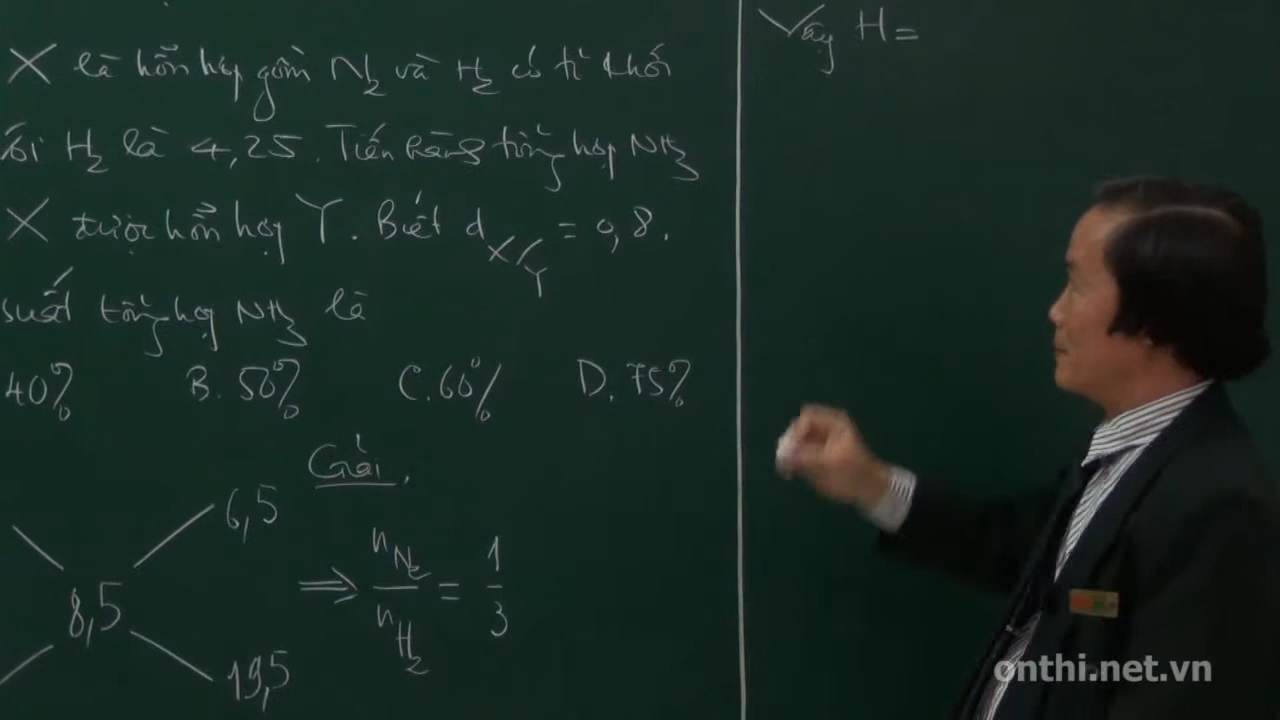 X là hỗn hợp gồm N2 và H2 có tỉ khối
ối H2 là 4,25. Tiến hành tổng hợp NH3
X được hỗn hợp Y. Biết dX/Y = 0,8.
suất tổng hợp NH3 là
40% B. 50% C. 60% D. 75%
Giải.
6,5
8,5 ⟹ nN2/nH2 = 1/3
19,5
Vậy H =
onthi.net.vn